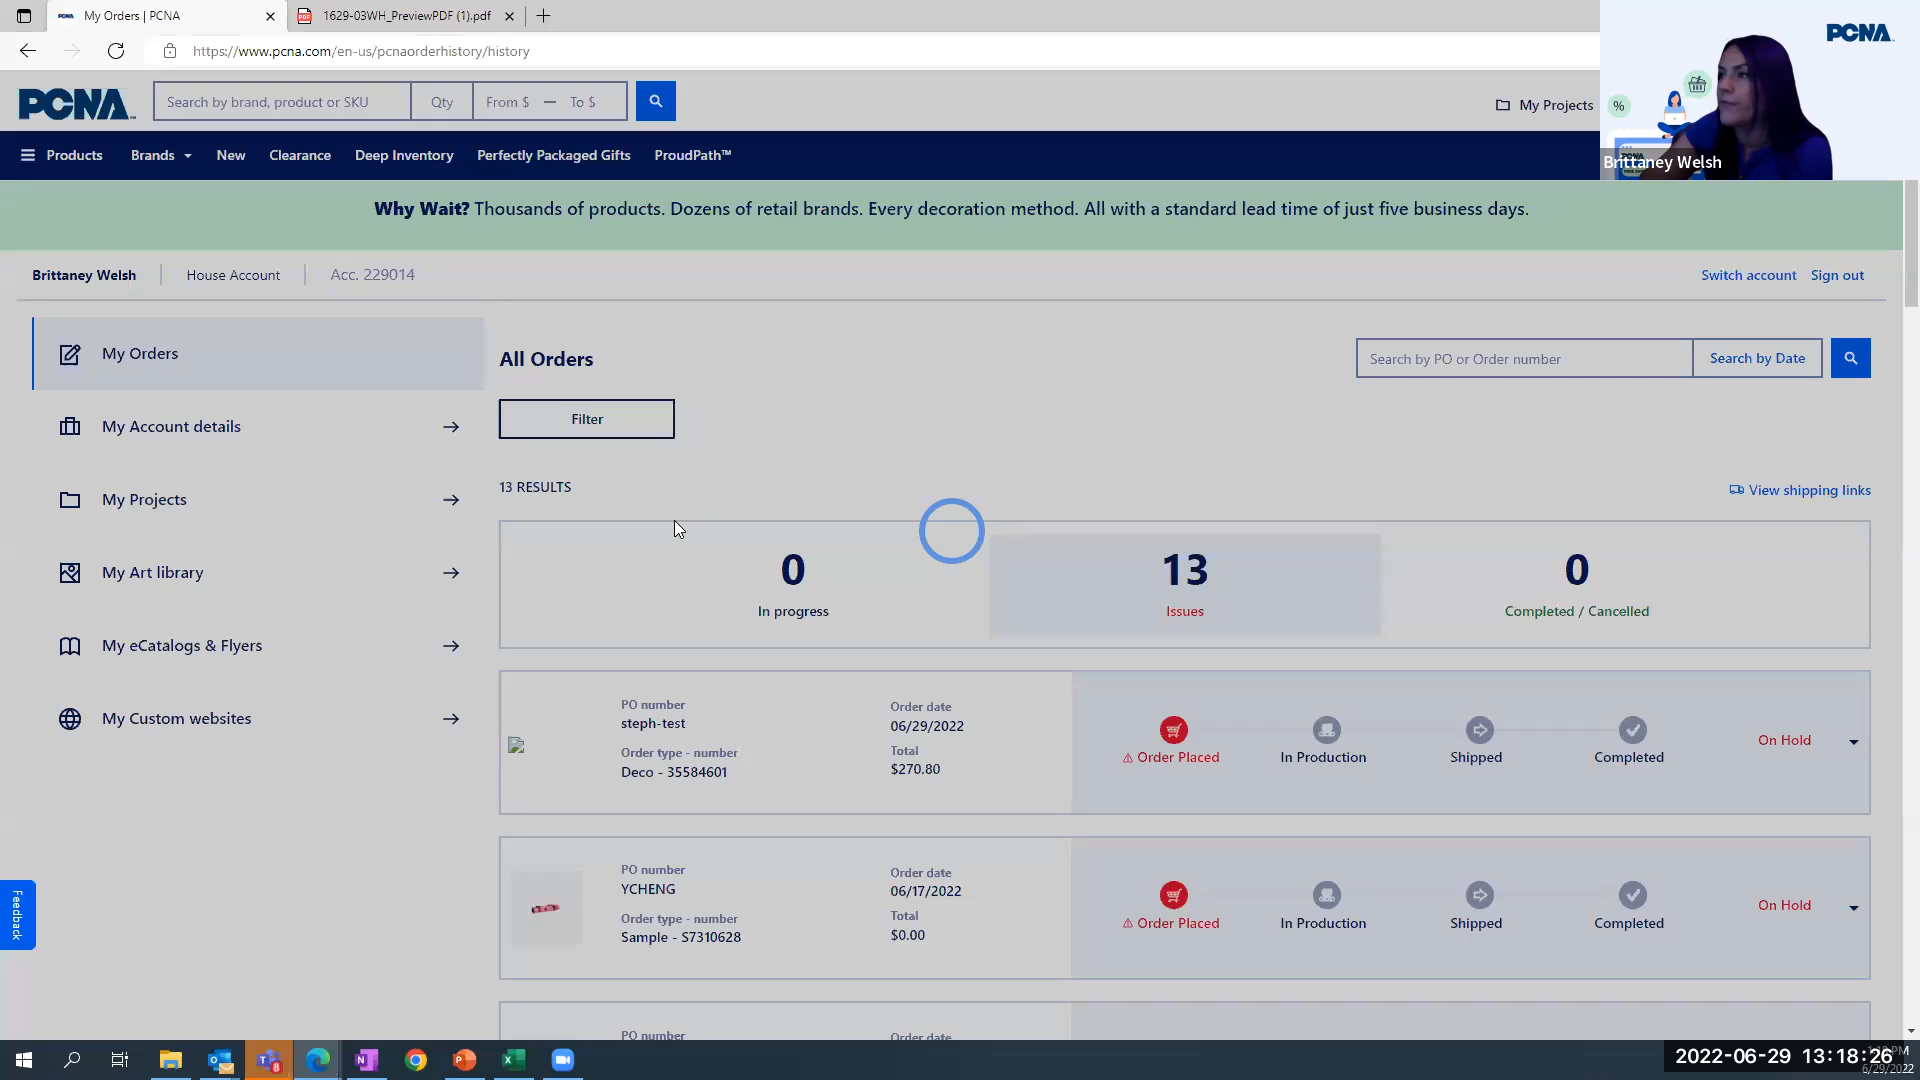 My Orders | PCNA
1629-03WH_PreviewPDF (1).pdf
https://www.pcna.com/en-us/pcnaorderhistory/history
PCNA
Search by brand, product or SKU
Qty
From $ — To $
My Projects
PCNA
%
Brittaney Welsh
Products
Brands
New
Clearance
Deep Inventory
Perfectly Packaged Gifts
ProudPath™
Why Wait? Thousands of products. Dozens of retail brands. Every decoration method. All with a standard lead time of just five business days.
Brittaney Welsh
House Account
Acc. 229014
Switch account
Sign out
My Orders
My Account details
My Projects
My Art library
My eCatalogs & Flyers
My Custom websites
Feedback
All Orders
Search by PO or Order number
Search by Date
Filter
13 RESULTS
View shipping links
0
In progress
13
Issues
0
Completed / Cancelled
PO number
steph-test
Order type - number
Deco - 35584601
Order date
06/29/2022
Total
$270.80
Order Placed
In Production
Shipped
Completed
On Hold
PO number
YCHENG
Order type - number
Sample - S7310628
Order date
06/17/2022
Total
$0.00
Order Placed
In Production
Shipped
Completed
On Hold
PO number
Order date
2022-06-29 13:18:26
6/29/2022